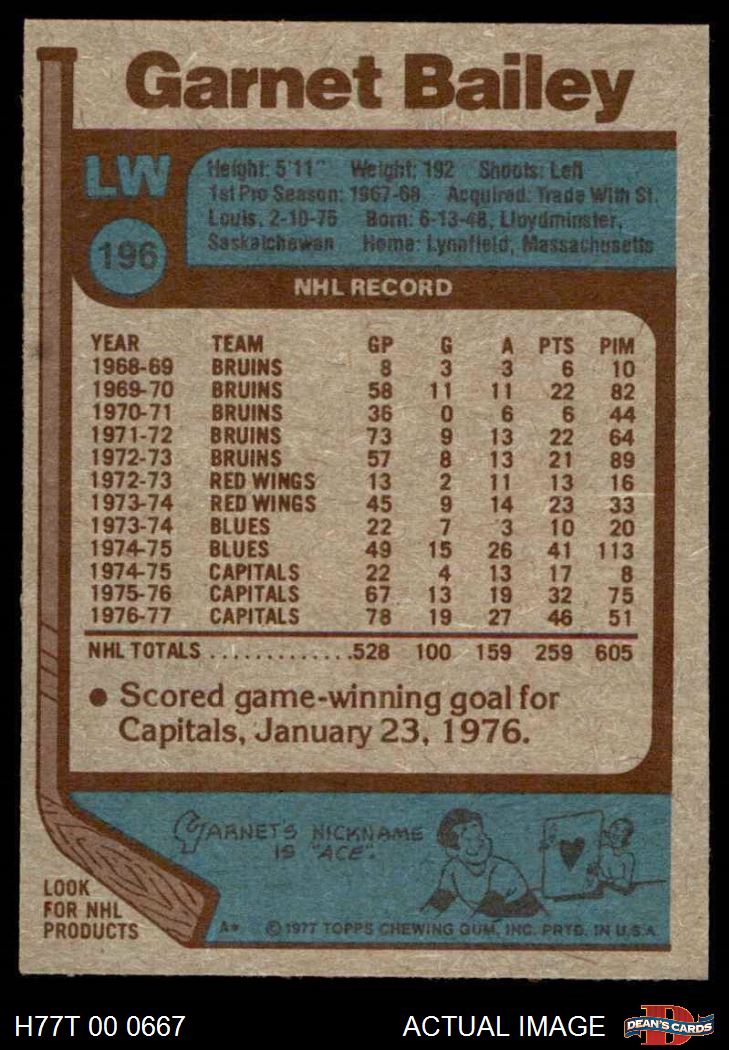 Garnet Bailey
LW
Height: 5'11" Weight: 192 Shoots: Left
1st Pro Season: 1967-68 Acquired: Trade With St.
Louis, 2-10-75 Born: 6-13-48, Lloydminster,
Saskatchewan Home: Lynnfield, Massachusetts
196
NHL RECORD
YEAR TEAM GP G A PTS PIM
1968-69 BRUINS 8 3 3 6 10
1969-70 BRUINS 58 11 11 22 82
1970-71 BRUINS 36 0 6 6 44
1971-72 BRUINS 73 9 13 22 64
1972-73 BRUINS 57 8 13 21 89
1972-73 RED WINGS 13 2 11 13 16
1973-74 RED WINGS 45 9 14 23 33
1973-74 BLUES 22 7 3 10 20
1974-75 BLUES 49 15 26 41 113
1974-75 CAPITALS 22 4 13 17 8
1975-76 CAPITALS 67 13 19 32 75
1976-77 CAPITALS 78 19 27 46 51
NHL TOTALS .............528 100 159 259 605
● Scored game-winning goal for
Capitals, January 23, 1976.
GARNET'S NICKNAME
IS "ACE".
LOOK
FOR NHL
PRODUCTS
A* ©1977 TOPPS CHEWING GUM, INC. PRTD. IN U.S.A.
H77T 00 0667 ACTUAL IMAGE D DEAN'S CARDS